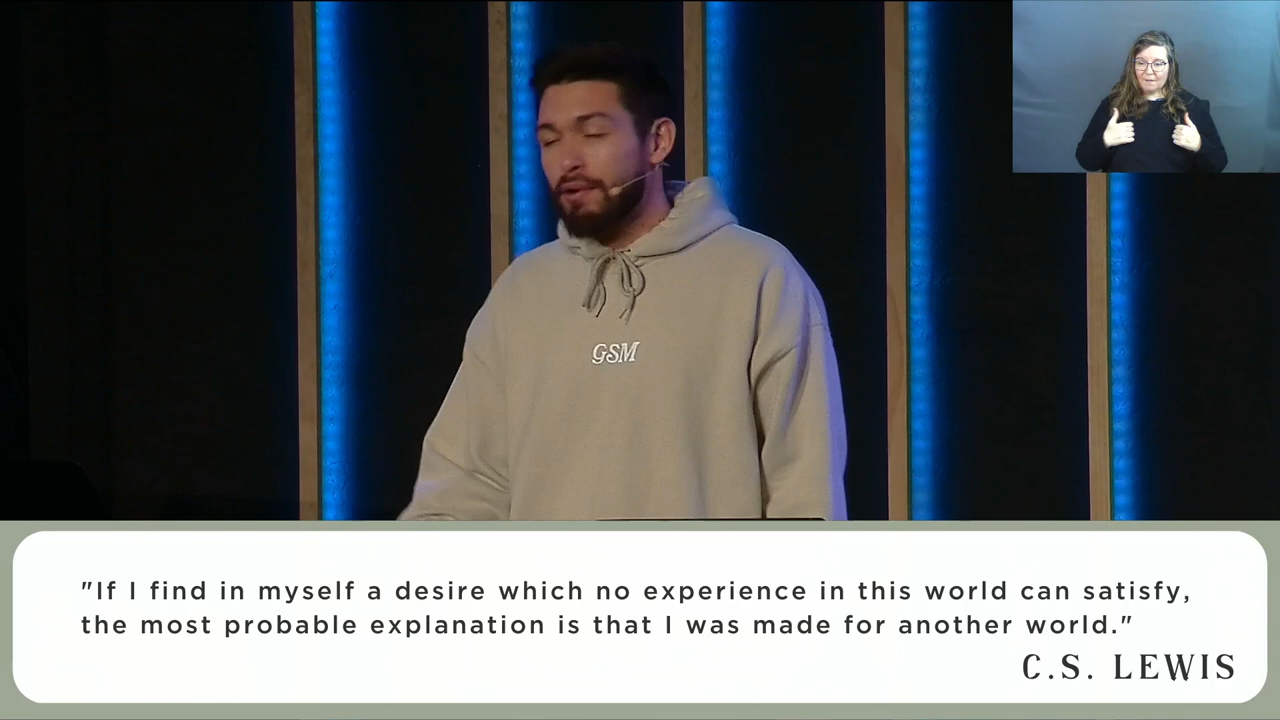 GSM
"If I find in myself a desire which no experience in this world can satisfy,
the most probable explanation is that I was made for another world."
C.S. LEWIS